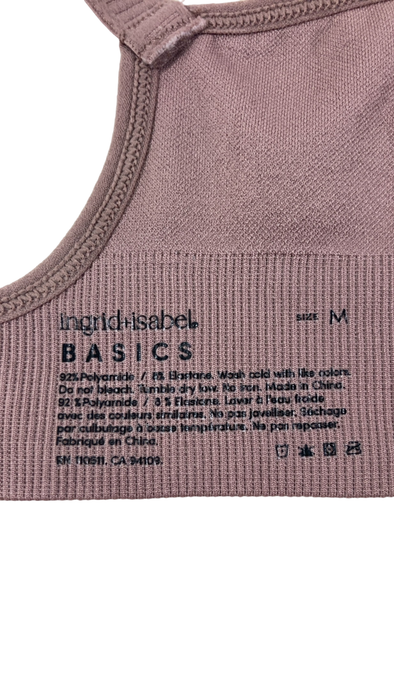 ingrid+isabel. SIZE M
BASICS
92% Polyamide / 8% Elastane. Wash cold with like colors.
Do not bleach. Tumble dry low. No iron. Made in China.
92 % Polyamide / 8 % Elastane. Laver à l'eau froide
avec des couleurs similaires. Ne pas javelliser. Séchage
par culbutage à basse température. Ne pas repasser.
Fabriqué en China.
RN 110511, CA 94109.